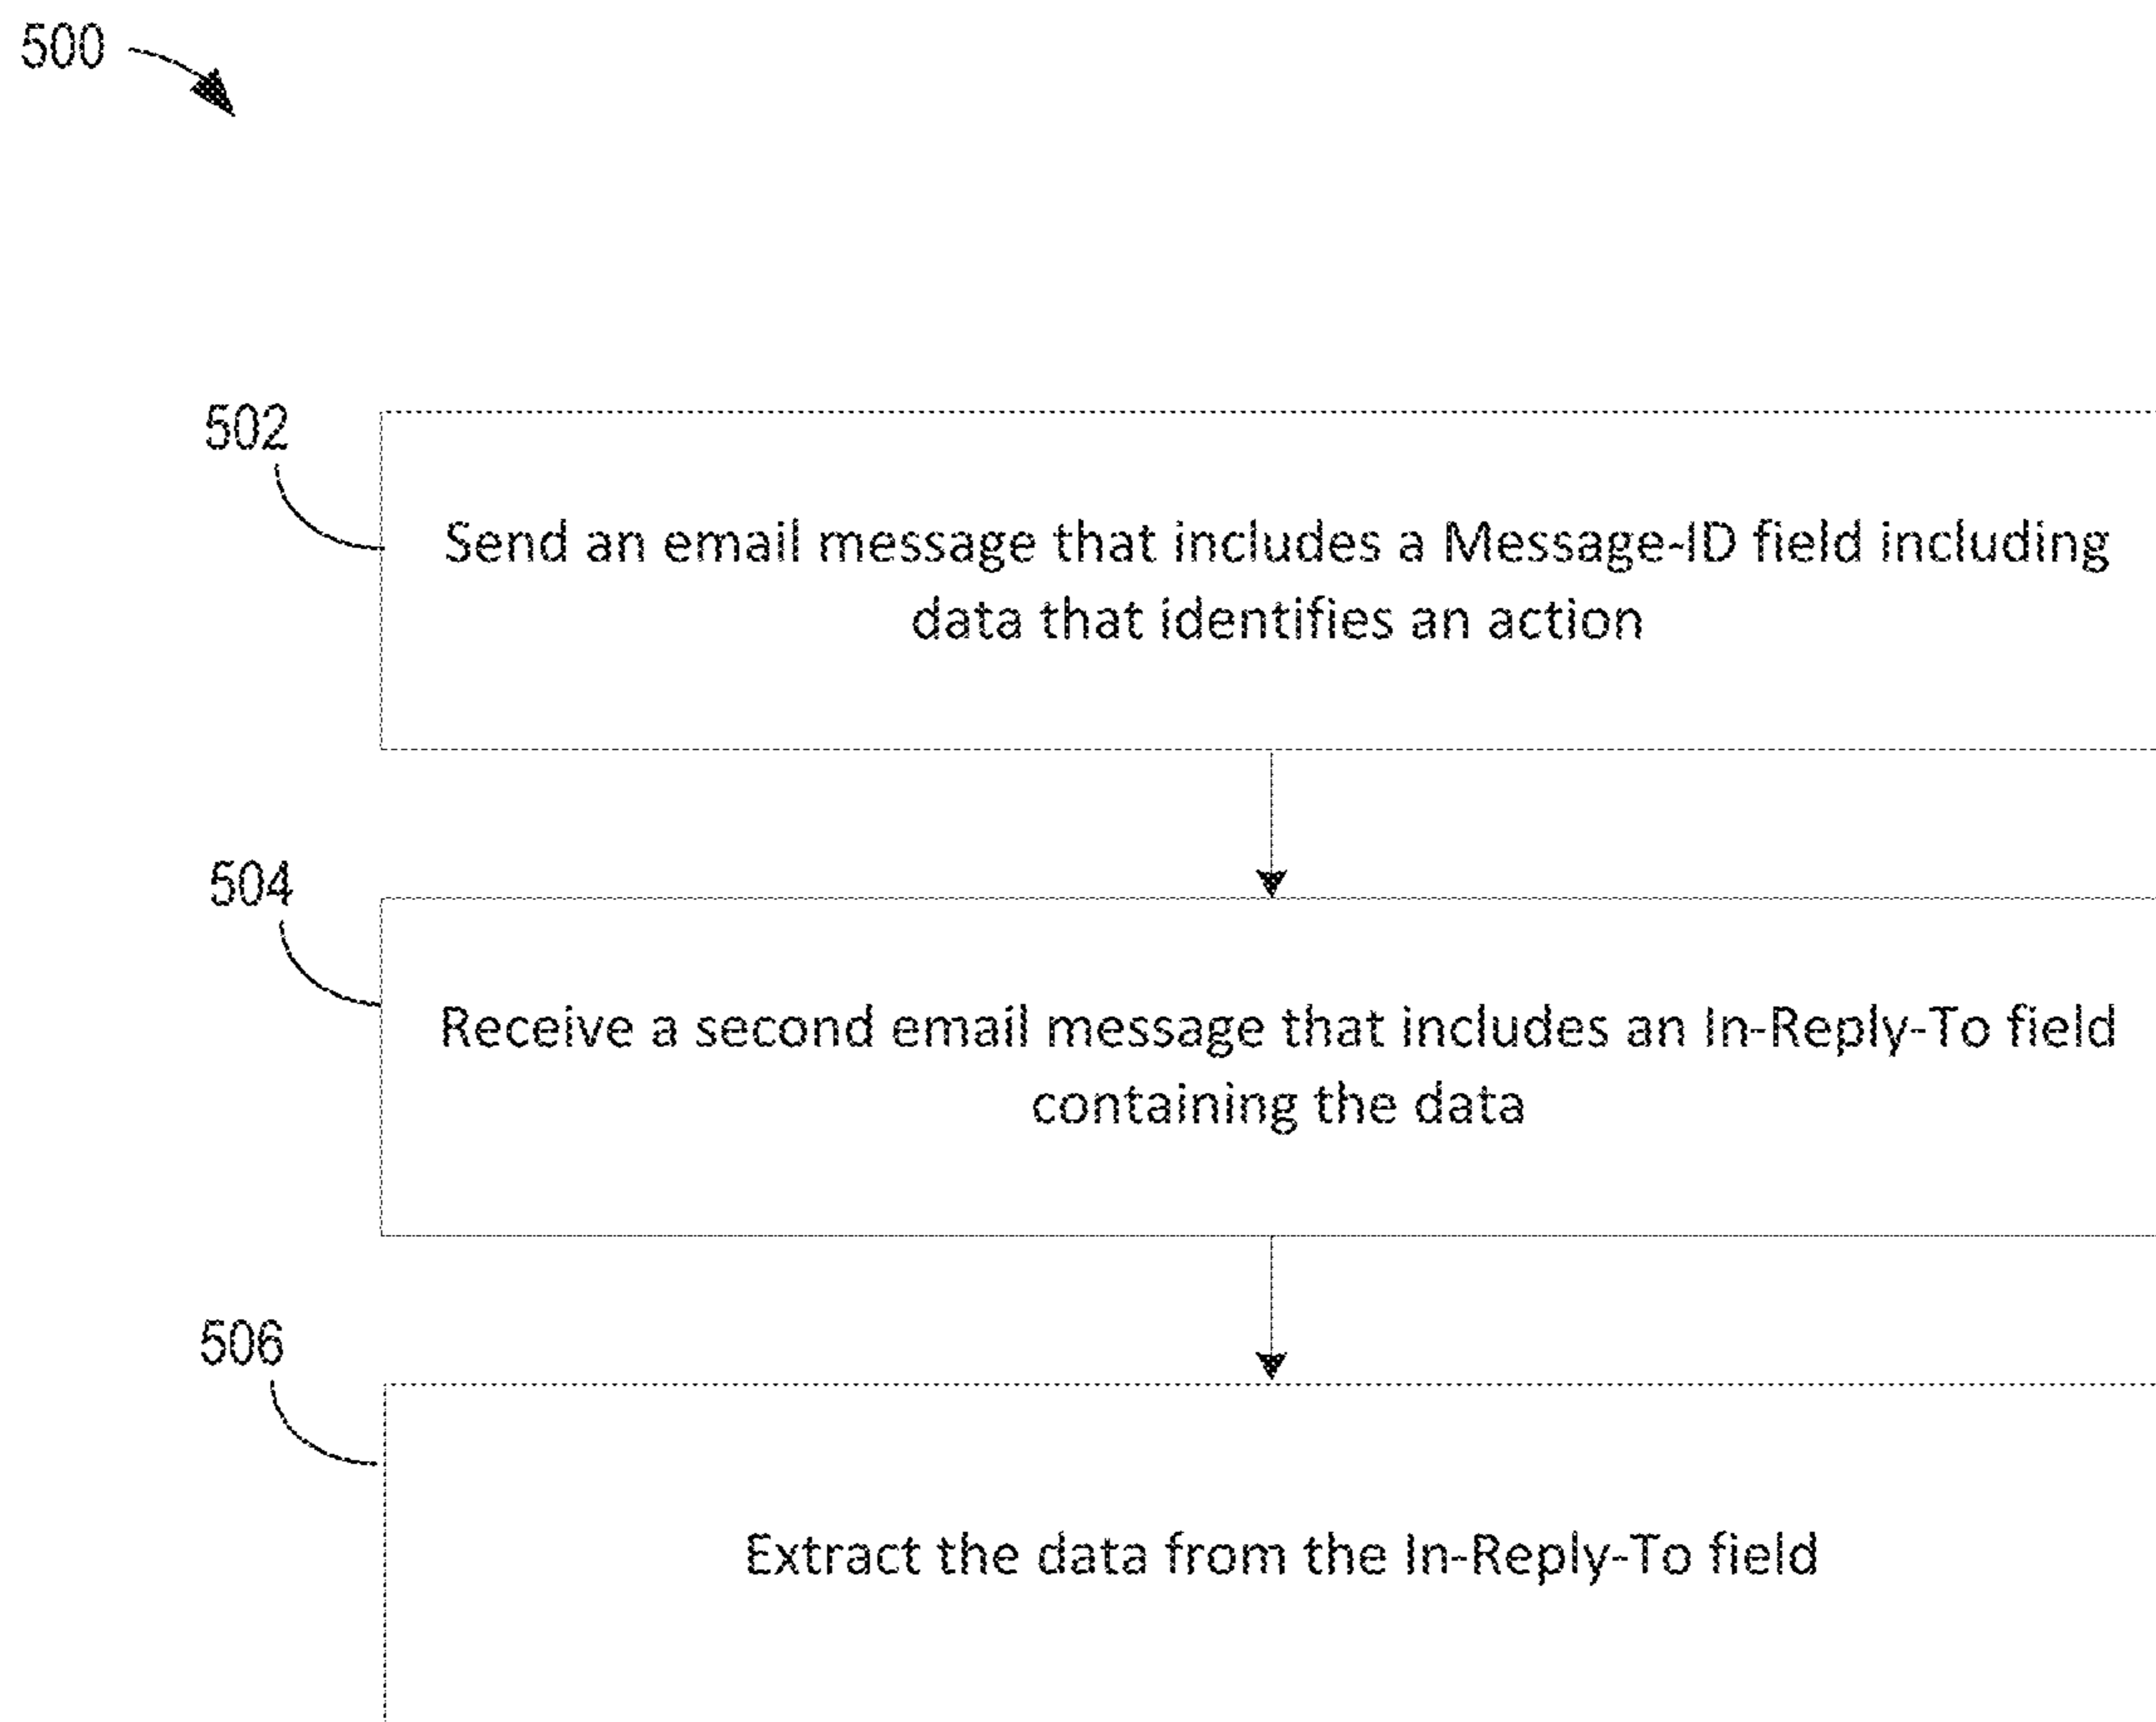 500
502
Send an email message that includes a Message-ID field including
data that identifies an action
504
Receive a second email message that includes an In-Reply-To field
containing the data
506
Extract the data from the In-Reply-To field